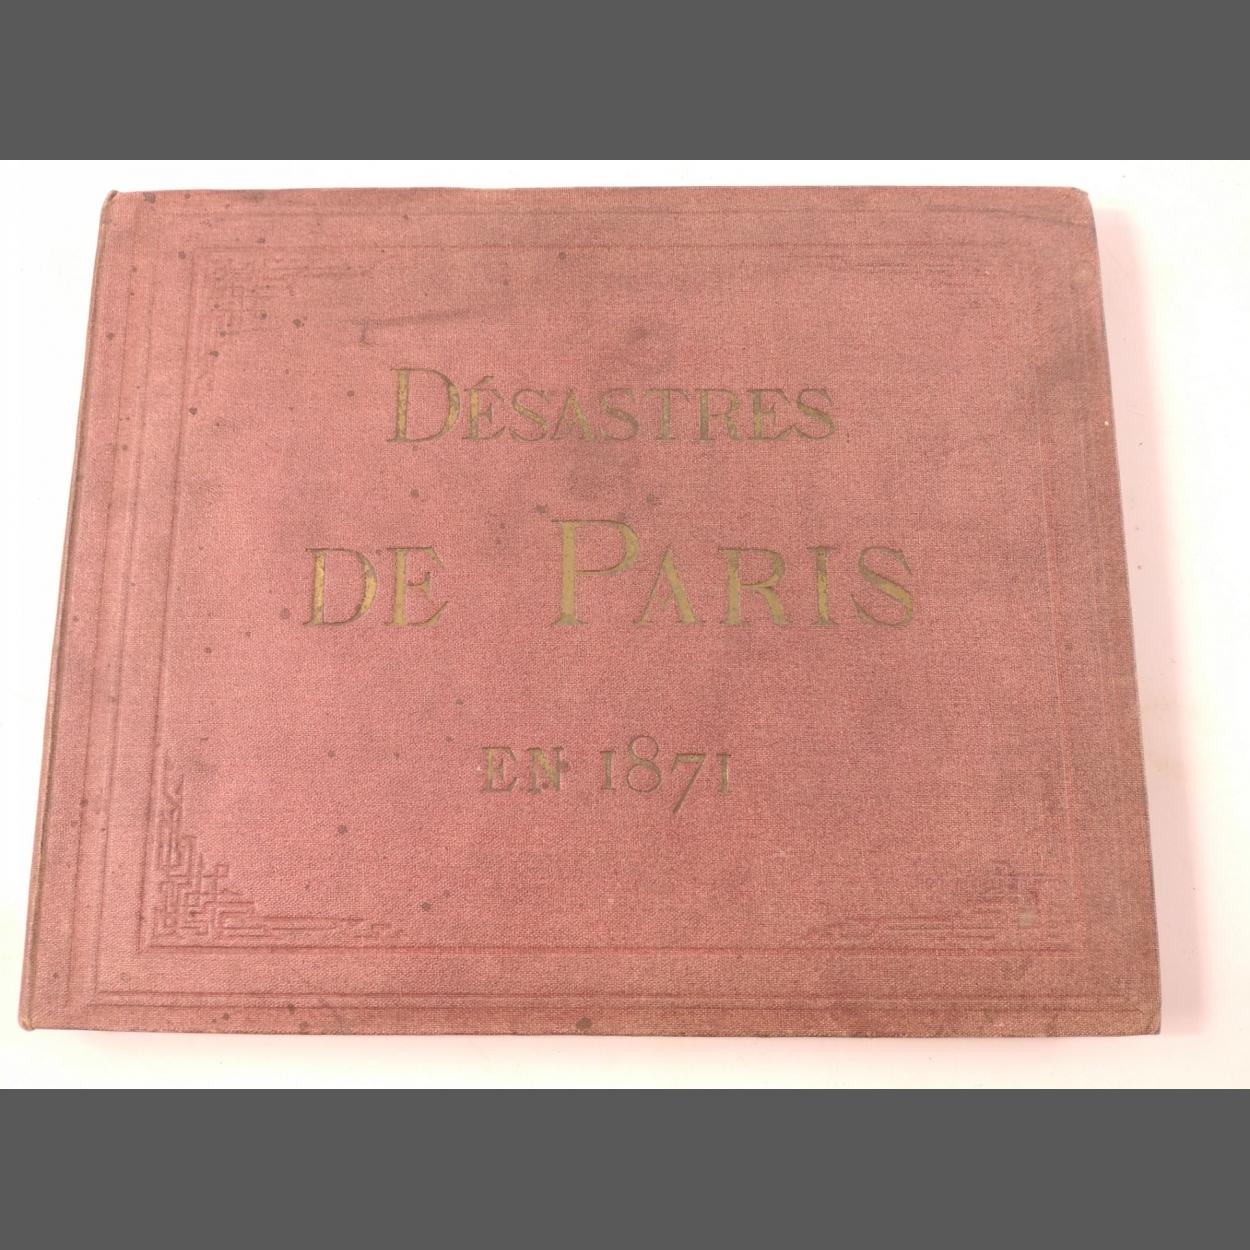 DÉSASTRES
DE PARIS
EN 1871